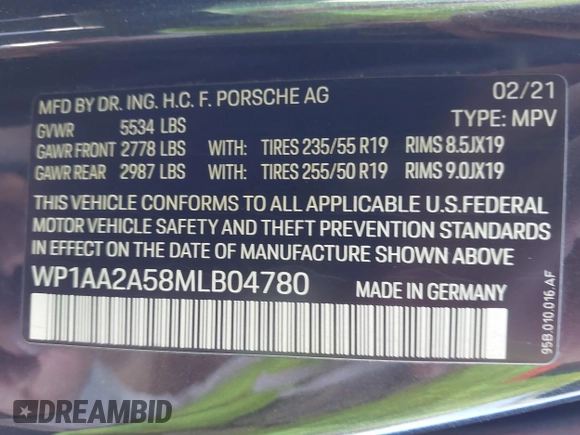 MFD BY DR. ING. H.C. F. PORSCHE AG 02/21
GVWR 5534 LBS TYPE: MPV
GAWR FRONT 2778 LBS WITH: TIRES 235/55 R19 RIMS 8.5JX19
GAWR REAR 2987 LBS WITH: TIRES 255/50 R19 RIMS 9.0JX19
THIS VEHICLE CONFORMS TO ALL APPLICABLE U.S.FEDERAL
MOTOR VEHICLE SAFETY AND THEFT PREVENTION STANDARDS
IN EFFECT ON THE DATE OF MANUFACTURE SHOWN ABOVE
WP1AA2A58MLB04780 MADE IN GERMANY
95B.010.016.AF
DREAMBID